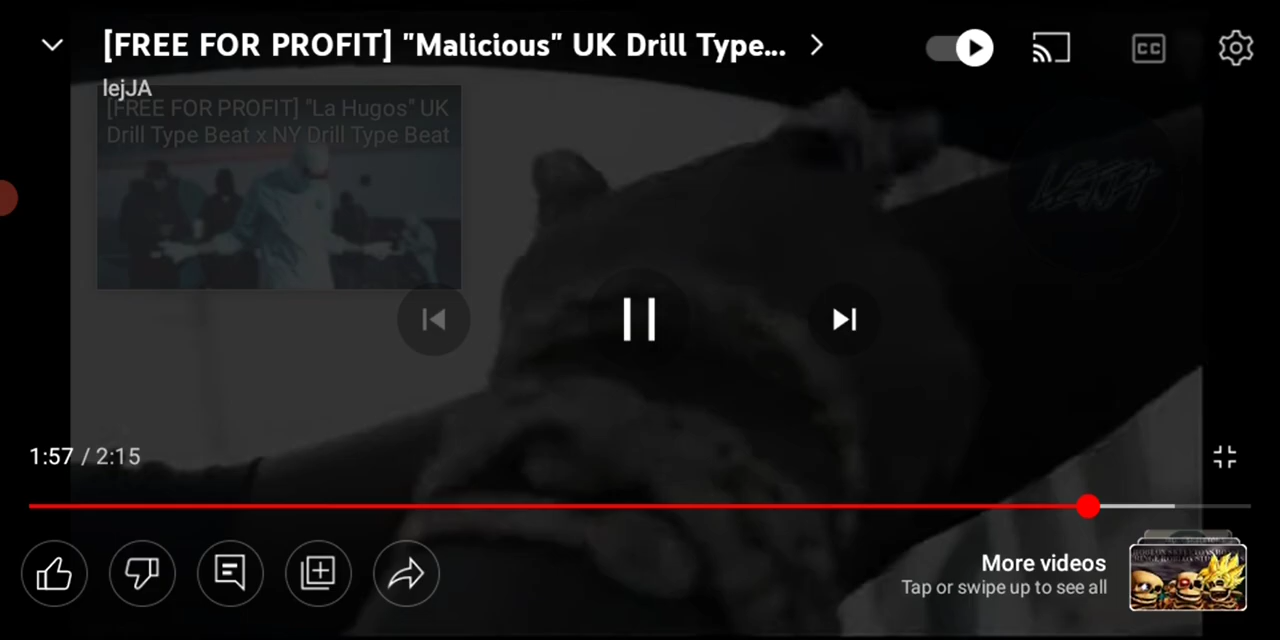 [FREE FOR PROFIT] "Malicious" UK Drill Type...
lejJA
[FREE FOR PROFIT] "La Hugos" UK
Drill Type Beat x NY Drill Type Beat
CC
1:57 / 2:15
More videos
Tap or swipe up to see all